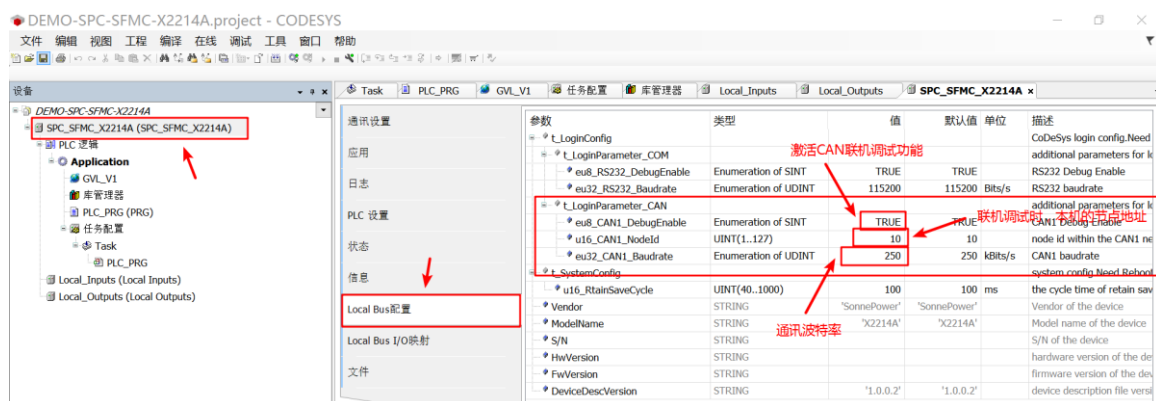 DEMO-SPC-SFMC-X2214A.project - CODESYS
文件 编辑 视图 工程 编译 在线 调试 工具 窗口 帮助
设备
Task PLC_PRG GVL_V1 任务配置 库管理器 Local_Inputs Local_Outputs SPC_SFMC_X2214A
DEMO-SPC-SFMC-X2214A
SPC_SFMC_X2214A (SPC_SFMC_X2214A)
PLC 逻辑
Application
GVL_V1
库管理器
PLC_PRG (PRG)
任务配置
Task
PLC_PRG
Local_Inputs (Local Inputs)
Local_Outputs (Local Outputs)
通讯设置
应用
日志
PLC 设置
状态
信息
Local Bus配置
Local Bus I/O映射
文件
参数 类型 值 默认值 单位 描述
t_LoginConfig CoDeSys login config.Need
t_LoginParameter_COM additional parameters for lo
eu8_RS232_DebugEnable Enumeration of SINT TRUE TRUE RS232 Debug Enable
eu32_RS232_Baudrate Enumeration of UDINT 115200 115200 Bits/s RS232 baudrate
t_LoginParameter_CAN additional parameters for lo
eu8_CAN1_DebugEnable Enumeration of SINT TRUE TRUE CAN1 Debug Enable
u16_CAN1_NodeId UINT(1..127) 10 10 node id within the CAN1 ne
eu32_CAN1_Baudrate Enumeration of UDINT 250 250 kBits/s CAN1 baudrate
t_SystemConfig system config Need Reboo
u16_RtainSaveCycle UINT(40..1000) 100 100 ms the cycle time of retain sav
Vendor STRING 'SonnePower' 'SonnePower' Vendor of the device
ModelName STRING 'X2214A' 'X2214A' Model name of the device
S/N STRING S/N of the device
HwVersion STRING hardware version of the de
FwVersion STRING firmware version of the dev
DeviceDescVersion STRING '1.0.0.2' '1.0.0.2' device description file versi
激活CAN联机调试功能
联机调试时，本机的节点地址
通讯波特率